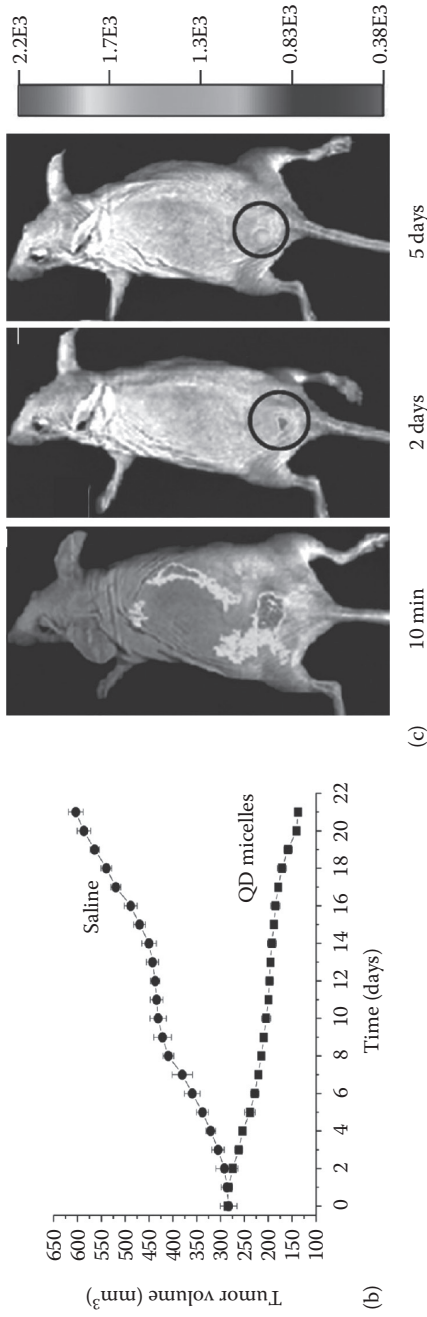 Tumor volume (mm³)
650
600
550
500
450
400
350
300
250
200
150
100
Saline
QD micelles
0 2 4 6 8 10 12 14 16 18 20 22
Time (days)
(b)
10 min
2 days
5 days
2.2E3
1.7E3
1.3E3
0.83E3
0.38E3
(c)